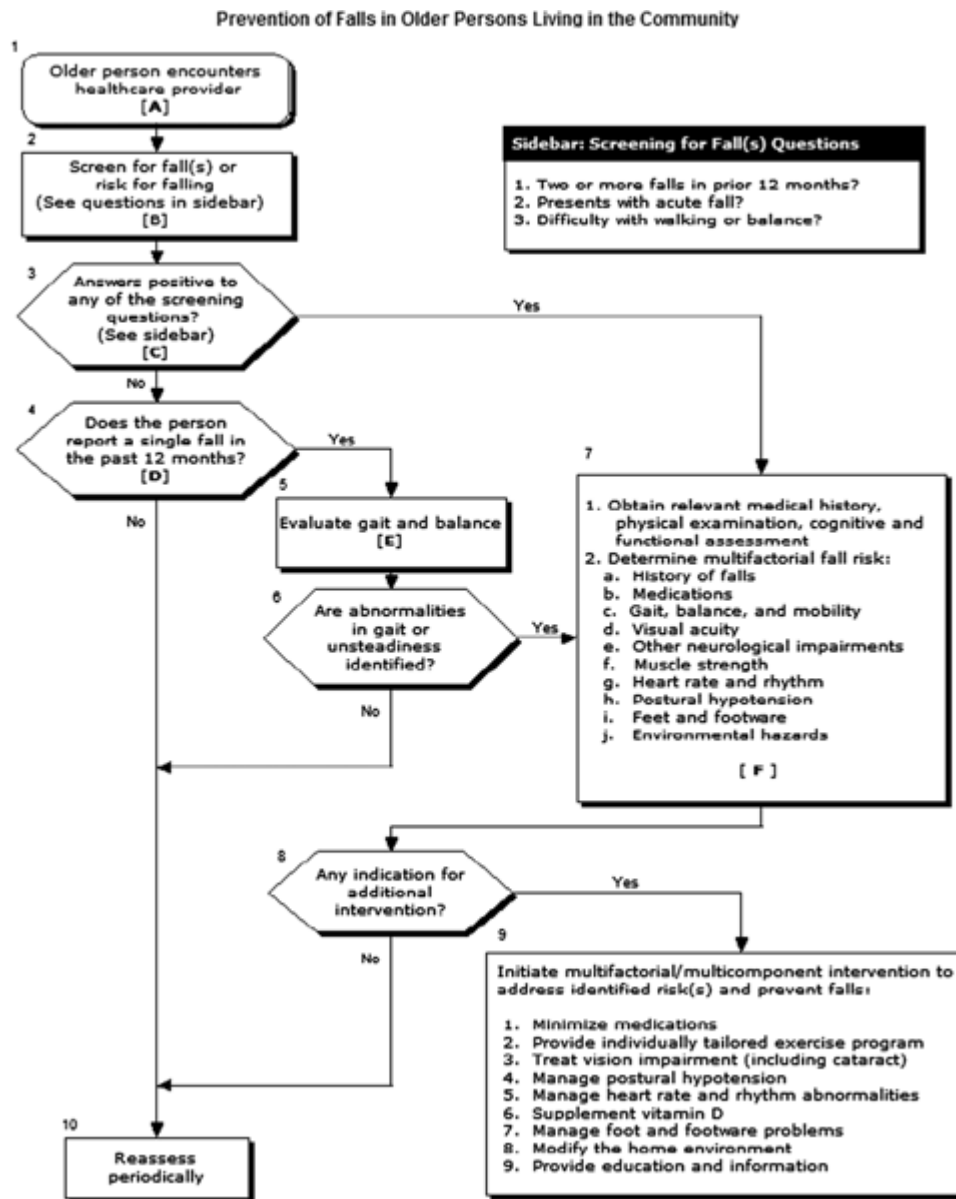 Prevention of Falls in Older Persons Living in the Community
1
Older person encounters
healthcare provider
[A]
2
Screen for fall(s) or
risk for falling
(See questions in sidebar)
[B]
Sidebar: Screening for Fall(s) Questions
1. Two or more falls in prior 12 months?
2. Presents with acute fall?
3. Difficulty with walking or balance?
3
Answers positive to
any of the screening
questions?
(See sidebar)
[C]
Yes
No
4
Does the person
report a single fall in
the past 12 months?
[D]
Yes
No
5
Evaluate gait and balance
[E]
6
Are abnormalities
in gait or
unsteadiness
identified?
Yes
No
7
1. Obtain relevant medical history,
physical examination, cognitive and
functional assessment
2. Determine multifactorial fall risk:
a. History of falls
b. Medications
c. Gait, balance, and mobility
d. Visual acuity
e. Other neurological impairments
f. Muscle strength
g. Heart rate and rhythm
h. Postural hypotension
i. Feet and footware
j. Environmental hazards
[ F ]
8
Any indication for
additional
intervention?
Yes
No
9
Initiate multifactorial/multicomponent intervention to
address identified risk(s) and prevent falls:
1. Minimize medications
2. Provide individually tailored exercise program
3. Treat vision impairment (including cataract)
4. Manage postural hypotension
5. Manage heart rate and rhythm abnormalities
6. Supplement vitamin D
7. Manage foot and footware problems
8. Modify the home environment
9. Provide education and information
10
Reassess
periodically